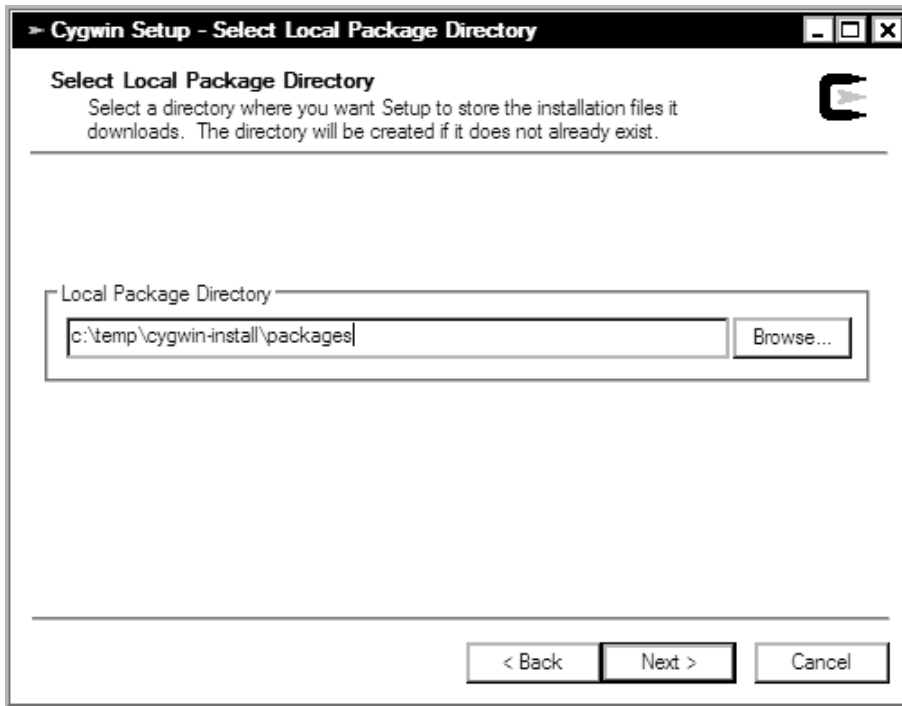 Cygwin Setup - Select Local Package Directory
Select Local Package Directory
Select a directory where you want Setup to store the installation files it
downloads. The directory will be created if it does not already exist.
Local Package Directory
c:\temp\cygwin-install\packages
Browse...
< Back
Next >
Cancel